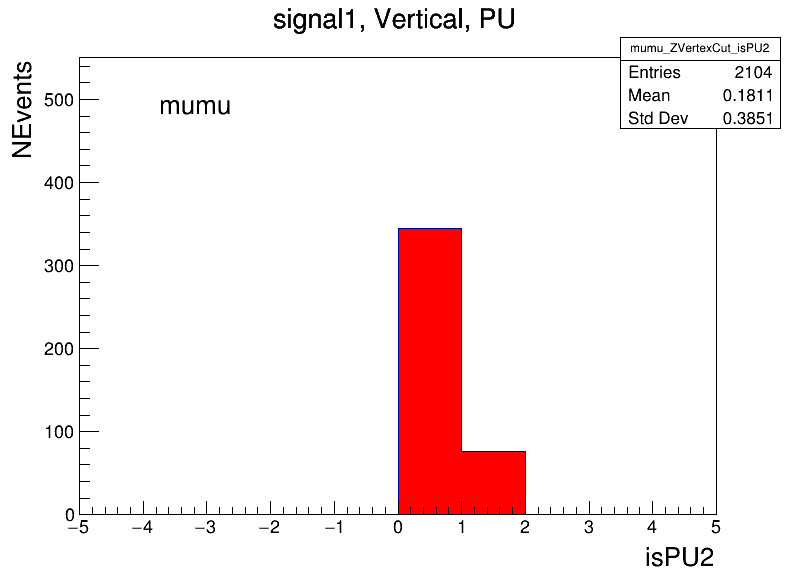 signal1, Vertical, PU
mumu_ZVertexCut_isPU2
Entries 2104
Mean 0.1811
Std Dev 0.3851
NEvents
mumu
500
400
300
200
100
0
−5 −4 −3 −2 −1 0 1 2 3 4 5
isPU2